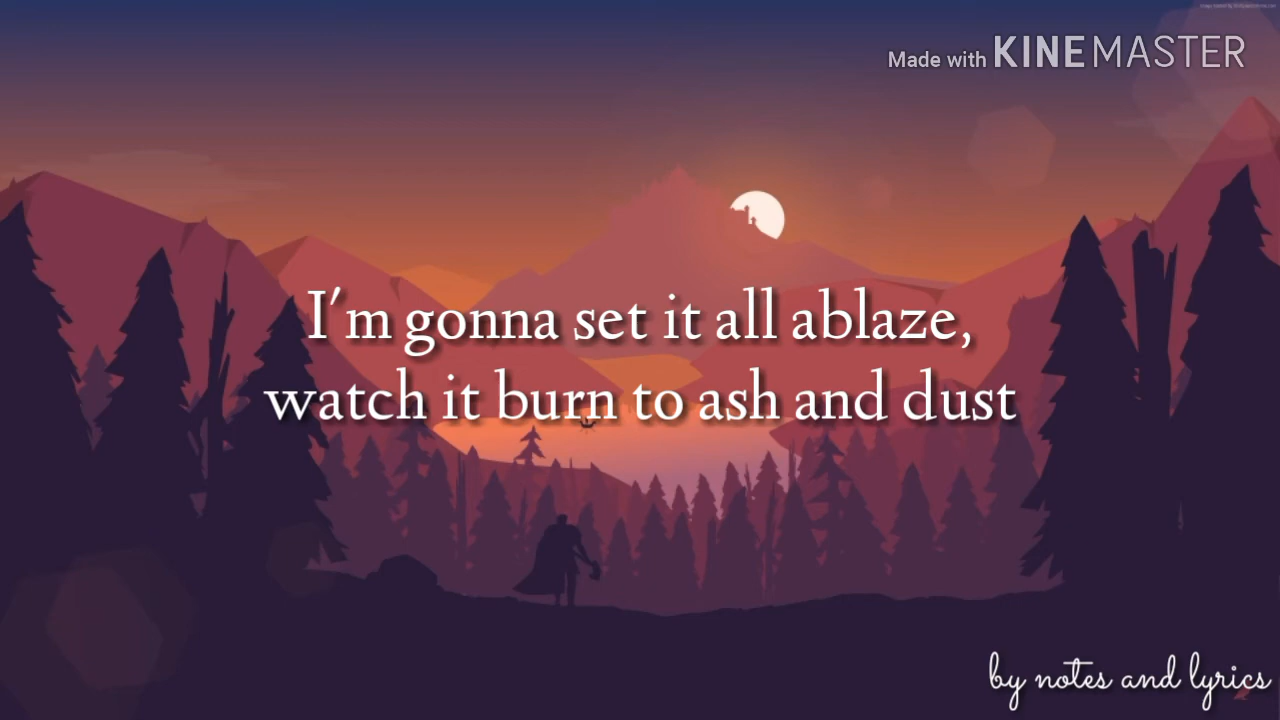 Made with KINEMASTER
I'm gonna set it all ablaze,
watch it burn to ash and dust
by notes and lyrics